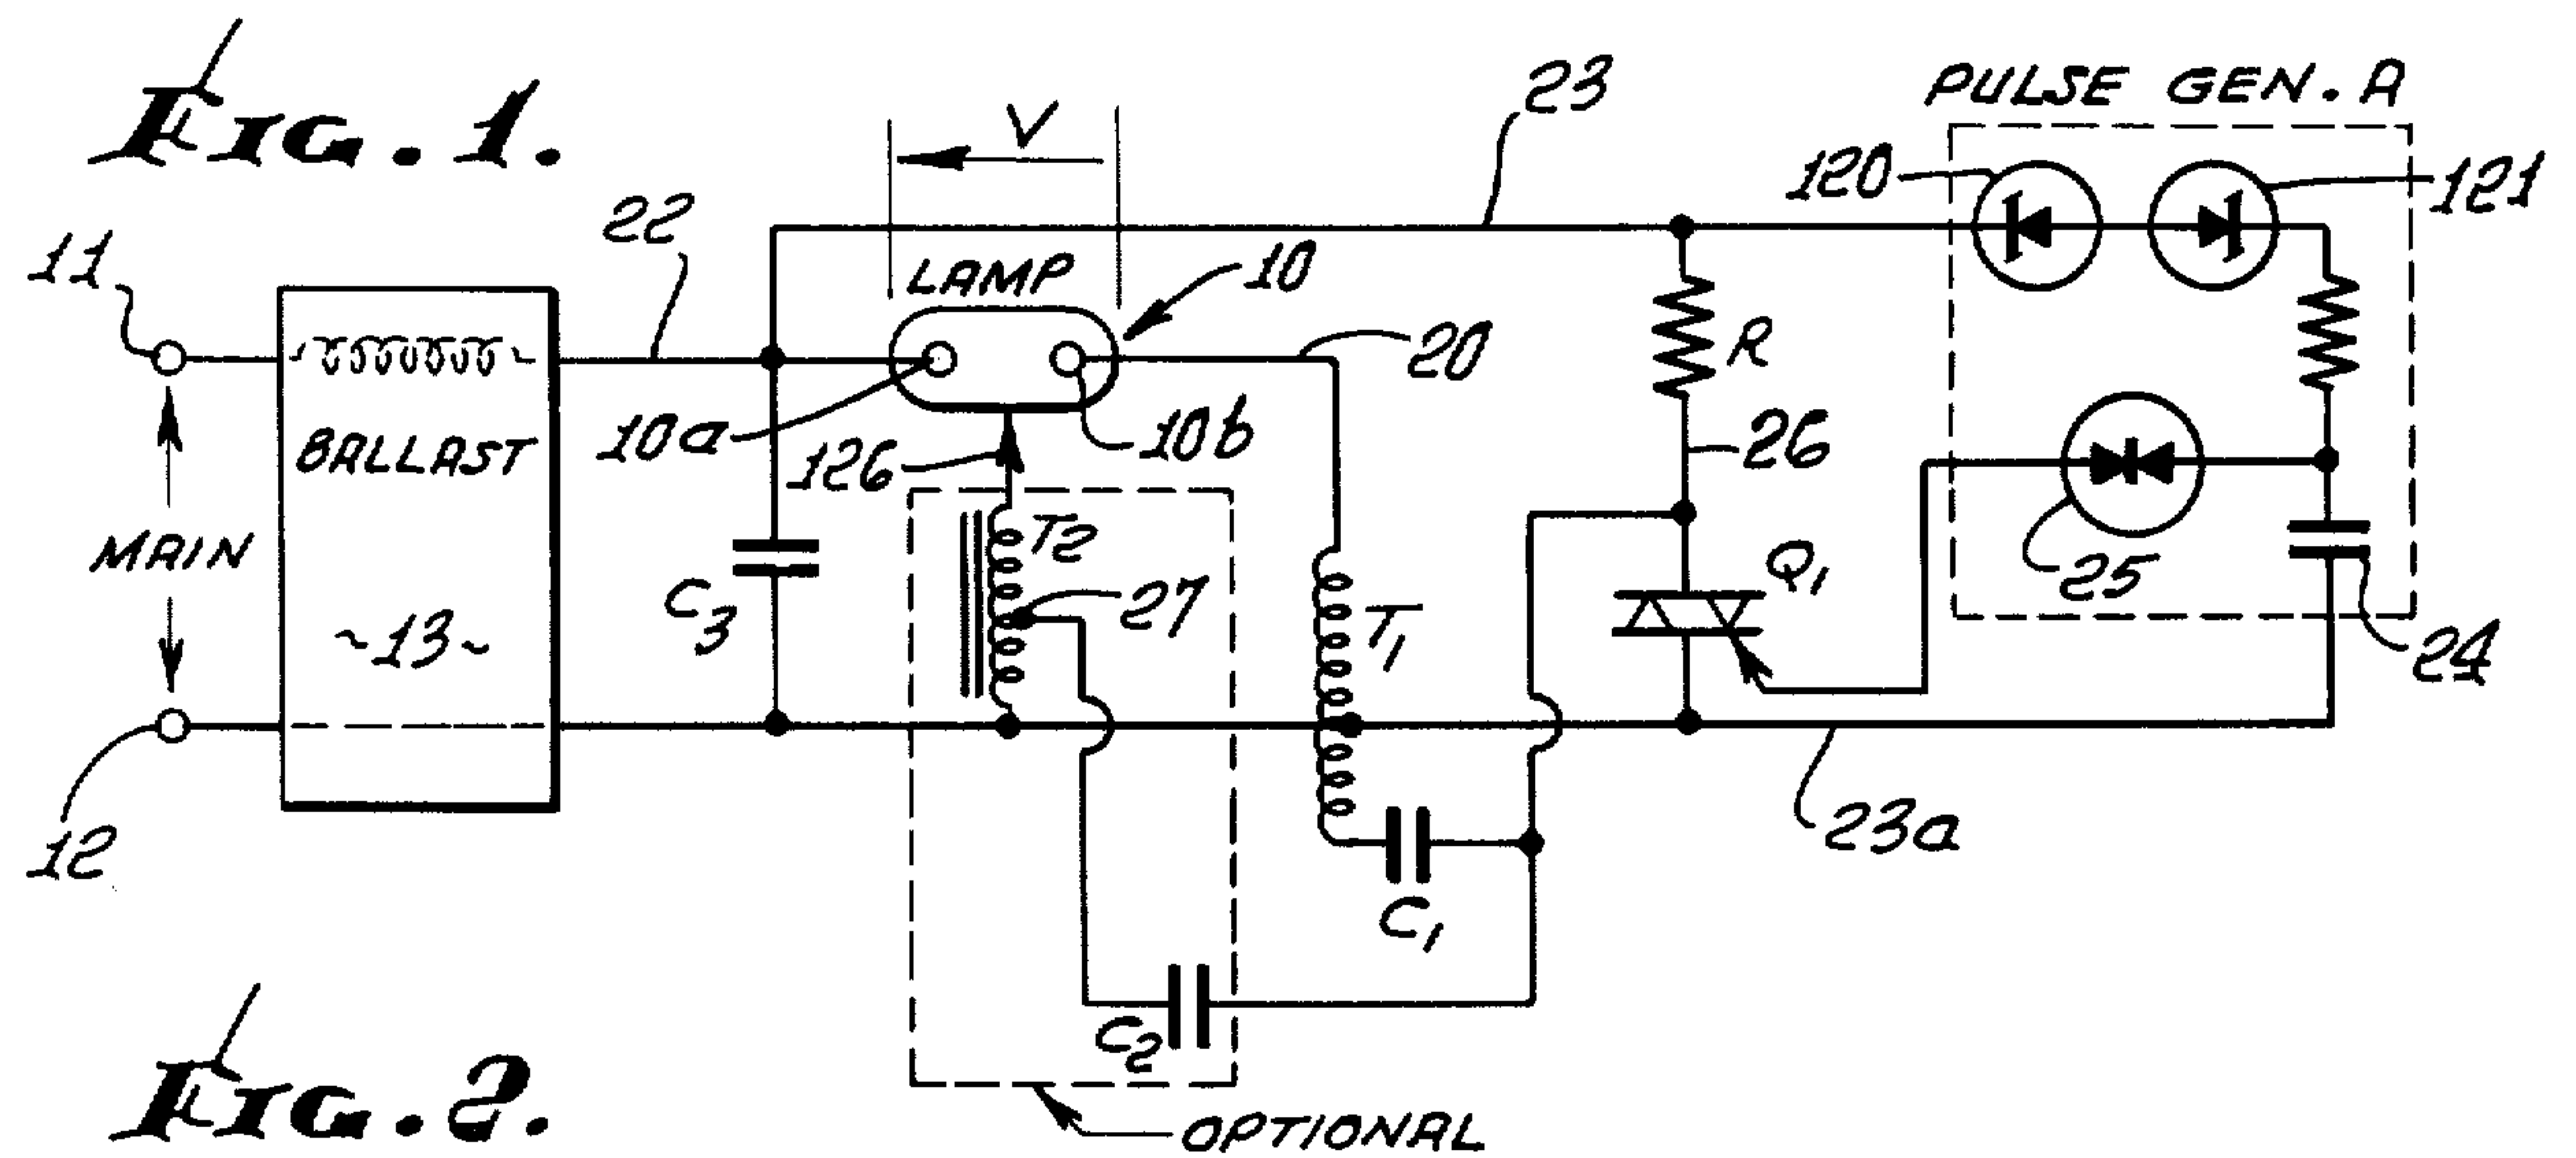 FIG. 1.
PULSE GEN. A
23
V
120
121
22
11
LAMP
10
20
R
10a
126
10b
26
BALLAST
MAIN
T2
27
C3
~13~
T1
Q1
25
24
12
23a
C1
C2
OPTIONAL
FIG. 2.